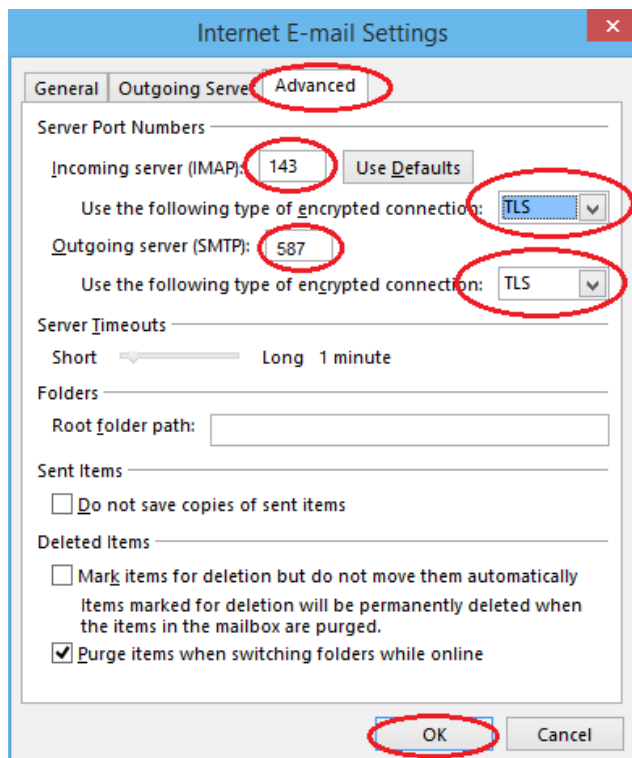 Internet E-mail Settings
General Outgoing Server Advanced
Server Port Numbers
Incoming server (IMAP): 143 Use Defaults
Use the following type of encrypted connection: TLS
Outgoing server (SMTP): 587
Use the following type of encrypted connection: TLS
Server Timeouts
Short Long 1 minute
Folders
Root folder path:
Sent Items
Do not save copies of sent items
Deleted Items
Mark items for deletion but do not move them automatically
Items marked for deletion will be permanently deleted when
the items in the mailbox are purged.
Purge items when switching folders while online
OK Cancel